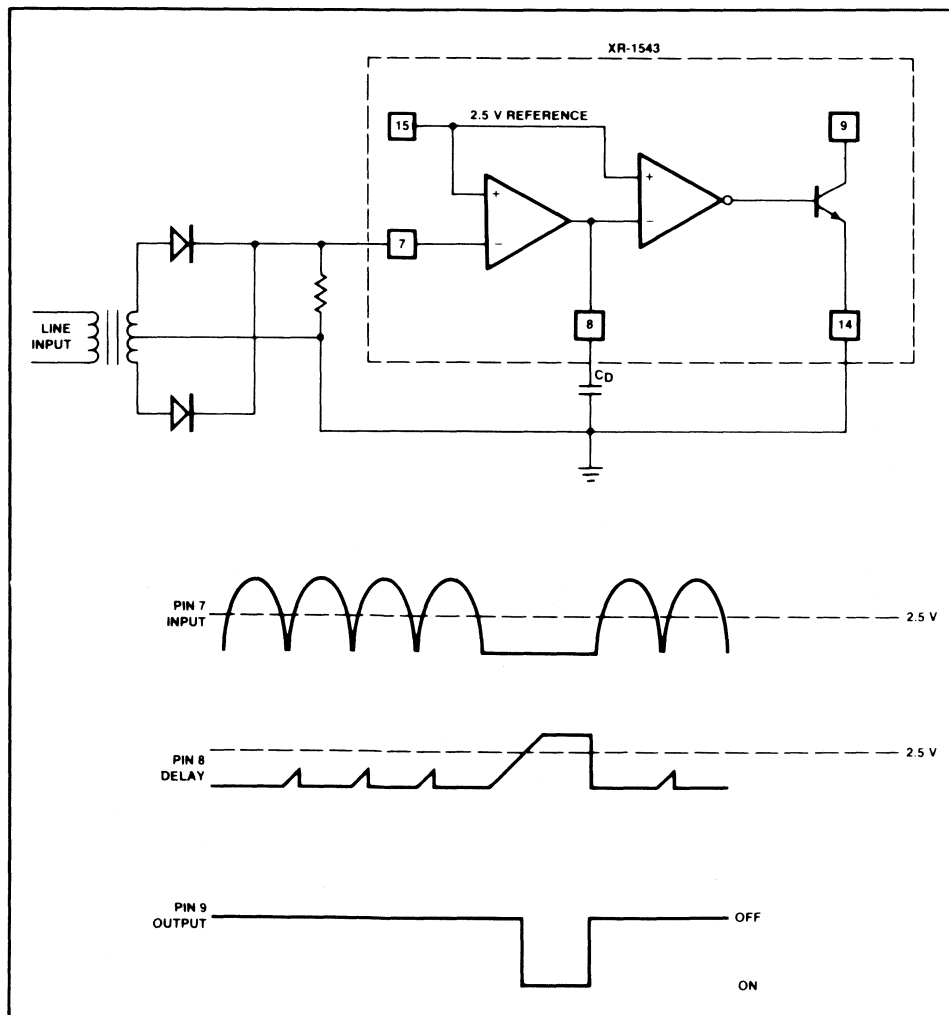 XR-1543
15
2.5 V REFERENCE
9
+
−
+
−
7
LINE
INPUT
8
14
CD
PIN 7
INPUT
2.5 V
PIN 8
DELAY
2.5 V
PIN 9
OUTPUT
OFF
ON